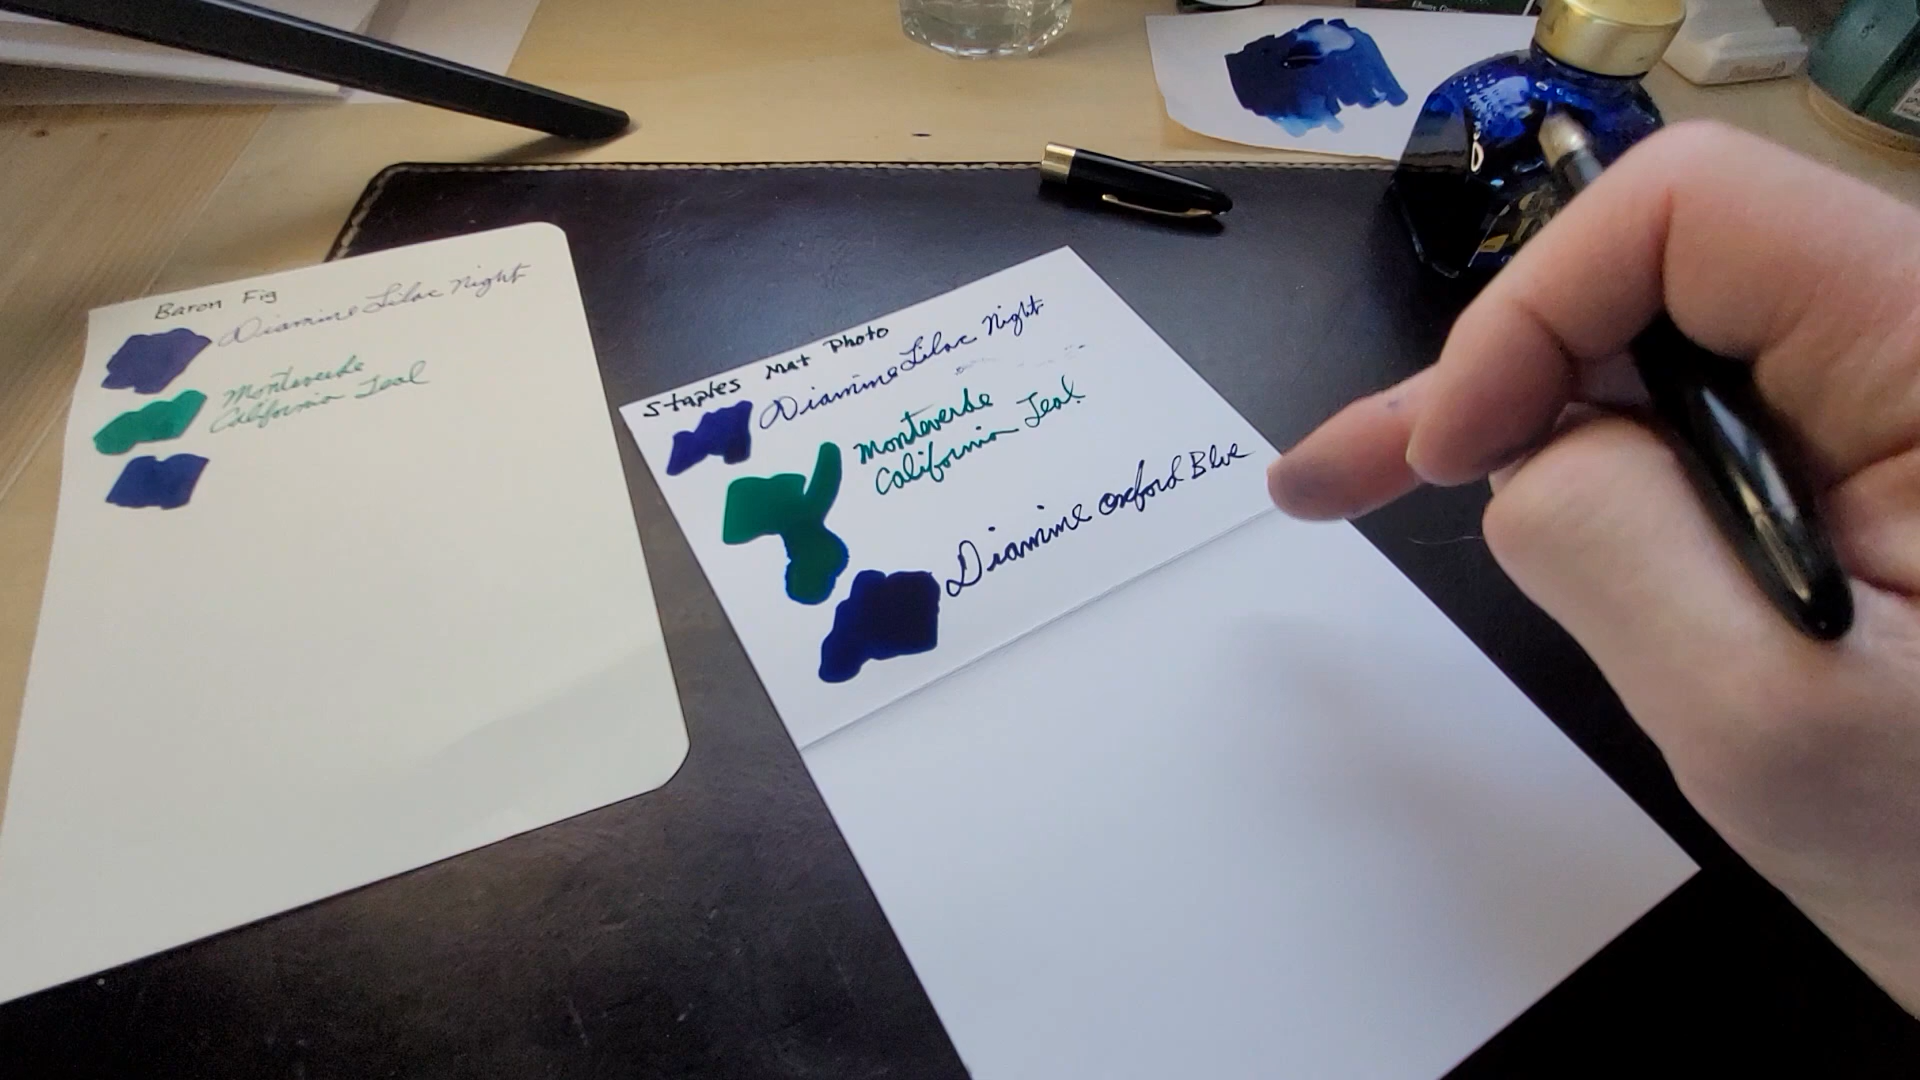 Baron Fig
Diamine Lilac Night
Monteverde
California Teal
Staples Mat Photo
Diamine Lilac Night
Monteverde
California Teal
Diamine Oxford Blue